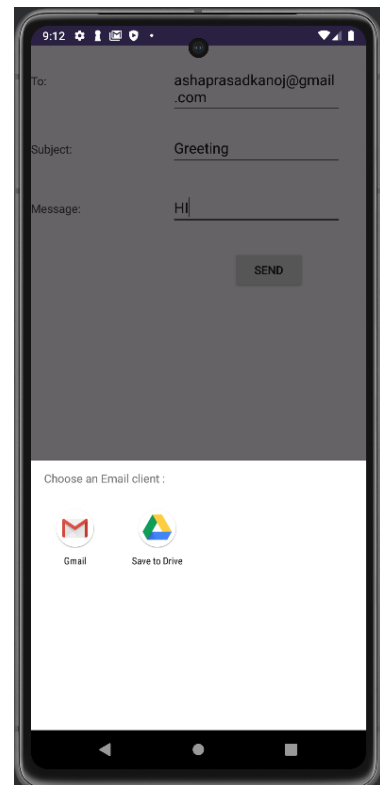 9:12
To:
ashaprasadkanoj@gmail
.com
Subject:
Greeting
Message:
HI
SEND
Choose an Email client :
Gmail
Save to Drive